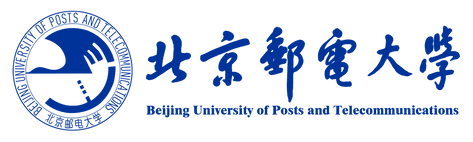 BEIJING UNIVERSITY OF POSTS AND TELECOMMUNICATIONS
北京邮电大学
北京郵電大學
Beijing University of Posts and Telecommunications